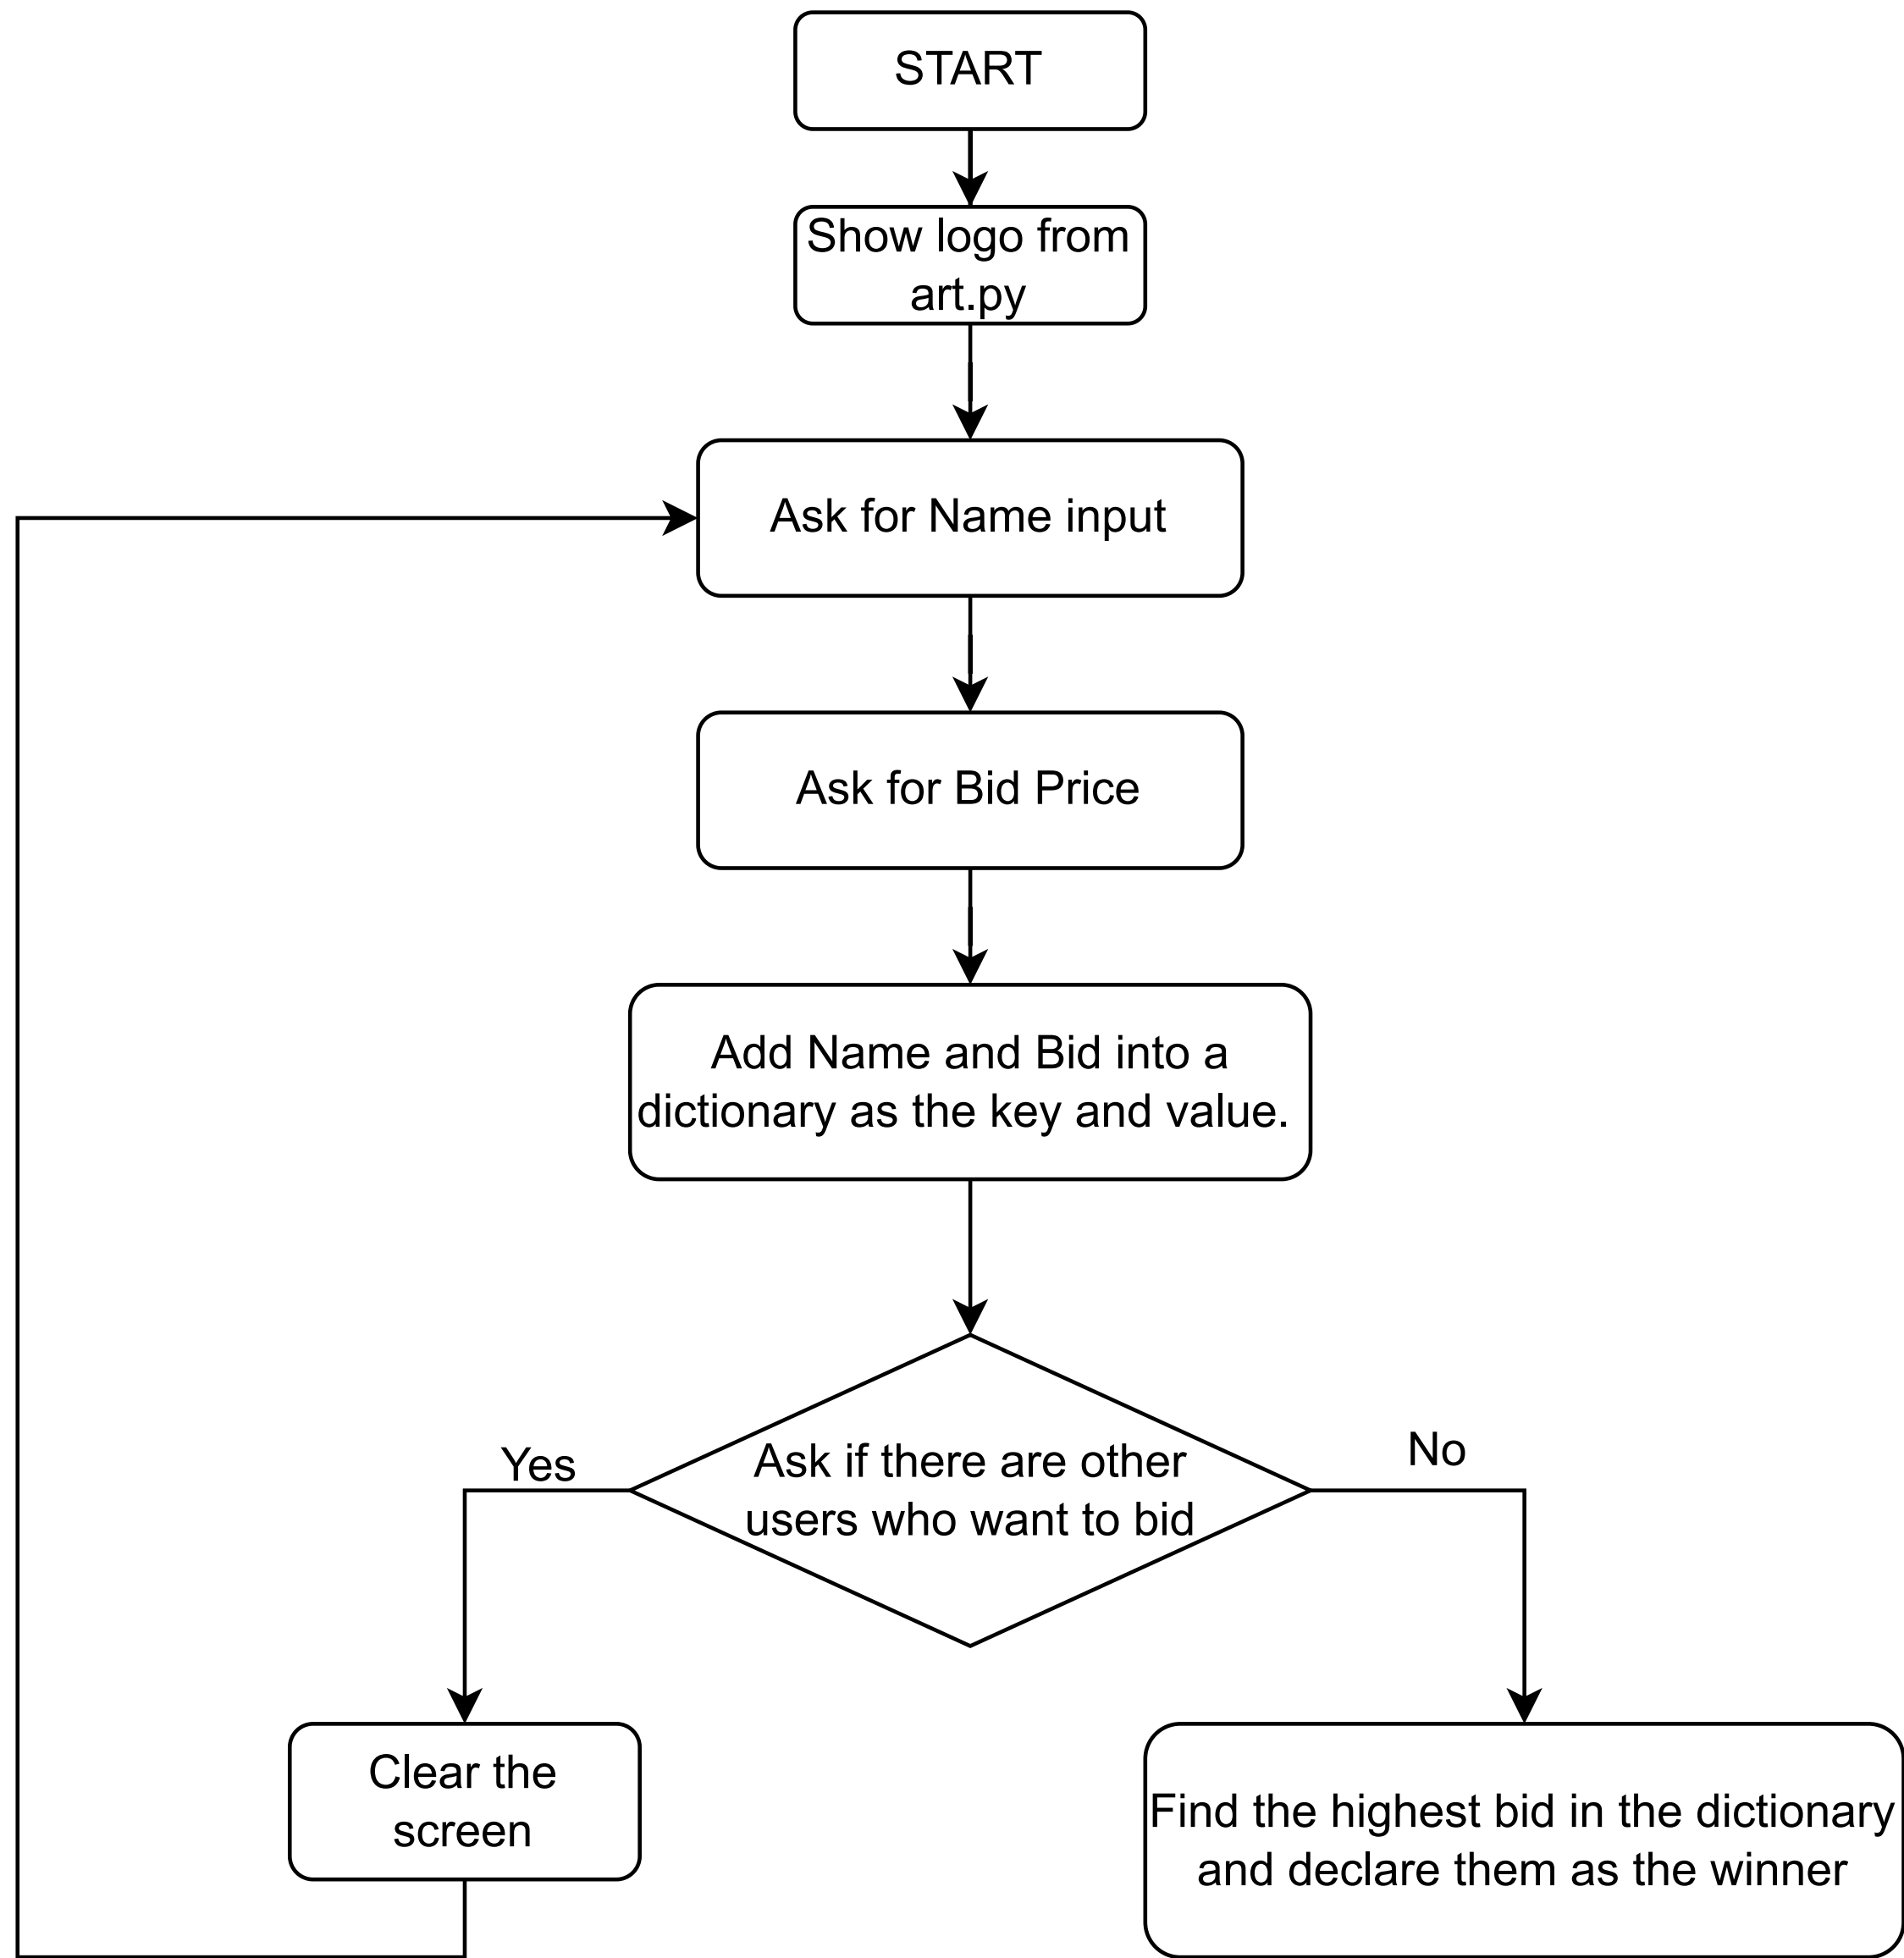 START
Show logo from
art.py
Ask for Name input
Ask for Bid Price
Add Name and Bid into a
dictionary as the key and value.
Ask if there are other
users who want to bid
Yes
No
Clear the
screen
Find the highest bid in the dictionary
and declare them as the winner